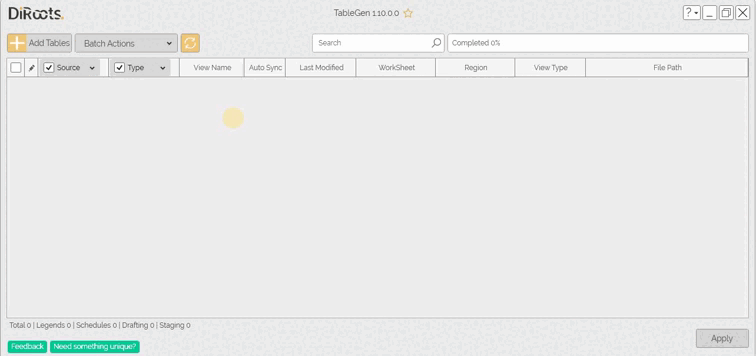 DiRoots.
TableGen 1.10.0.0
?
Add Tables
Batch Actions
Search
Completed 0%
Source
Type
View Name
Auto Sync
Last Modified
WorkSheet
Region
View Type
File Path
Total 0 | Legends 0 | Schedules 0 | Drafting 0 | Staging 0
Apply
Feedback
Need something unique?